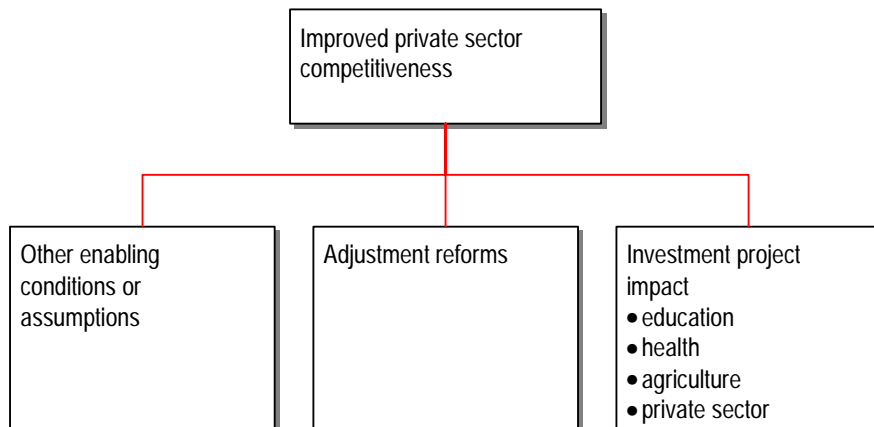 Improved private sector
competitiveness
Other enabling
conditions or
assumptions
Adjustment reforms
Investment project
impact
• education
• health
• agriculture
• private sector